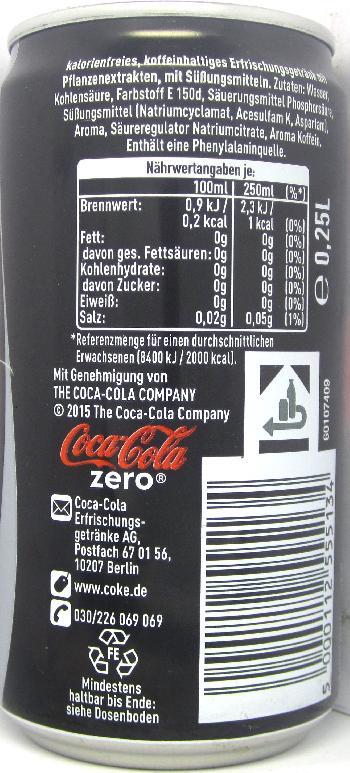 kalorienfreies, koffeinhaltiges Erfrischungsgetränk mit
Pflanzenextrakten, mit Süßungsmitteln. Zutaten: Wasser,
Kohlensäure, Farbstoff E 150d, Säuerungsmittel Phosphorsäure,
Süßungsmittel (Natriumcyclamat, Acesulfam K, Aspartam),
Aroma, Säureregulator Natriumcitrate, Aroma Koffein.
Enthält eine Phenylalaninquelle.
Nährwertangaben je:
100ml 250ml (%*)
Brennwert: 0,9 kJ / 2,3 kJ /
0,2 kcal 1 kcal (0%)
Fett: 0g 0g (0%)
davon ges. Fettsäuren: 0g 0g (0%)
Kohlenhydrate: 0g 0g (0%)
davon Zucker: 0g 0g (0%)
Eiweiß: 0g 0g (0%)
Salz: 0,02g 0,05g (1%)
*Referenzmenge für einen durchschnittlichen
Erwachsenen (8400 kJ / 2000 kcal).
e 0,25L
Mit Genehmigung von
THE COCA-COLA COMPANY
© 2015 The Coca-Cola Company
60107409
Coca-Cola
zero®
Coca-Cola
Erfrischungs-
getränke AG,
Postfach 67 01 56,
10207 Berlin
www.coke.de
030/226 069 069
FE
Mindestens
haltbar bis Ende:
siehe Dosenboden
5 000112 555134